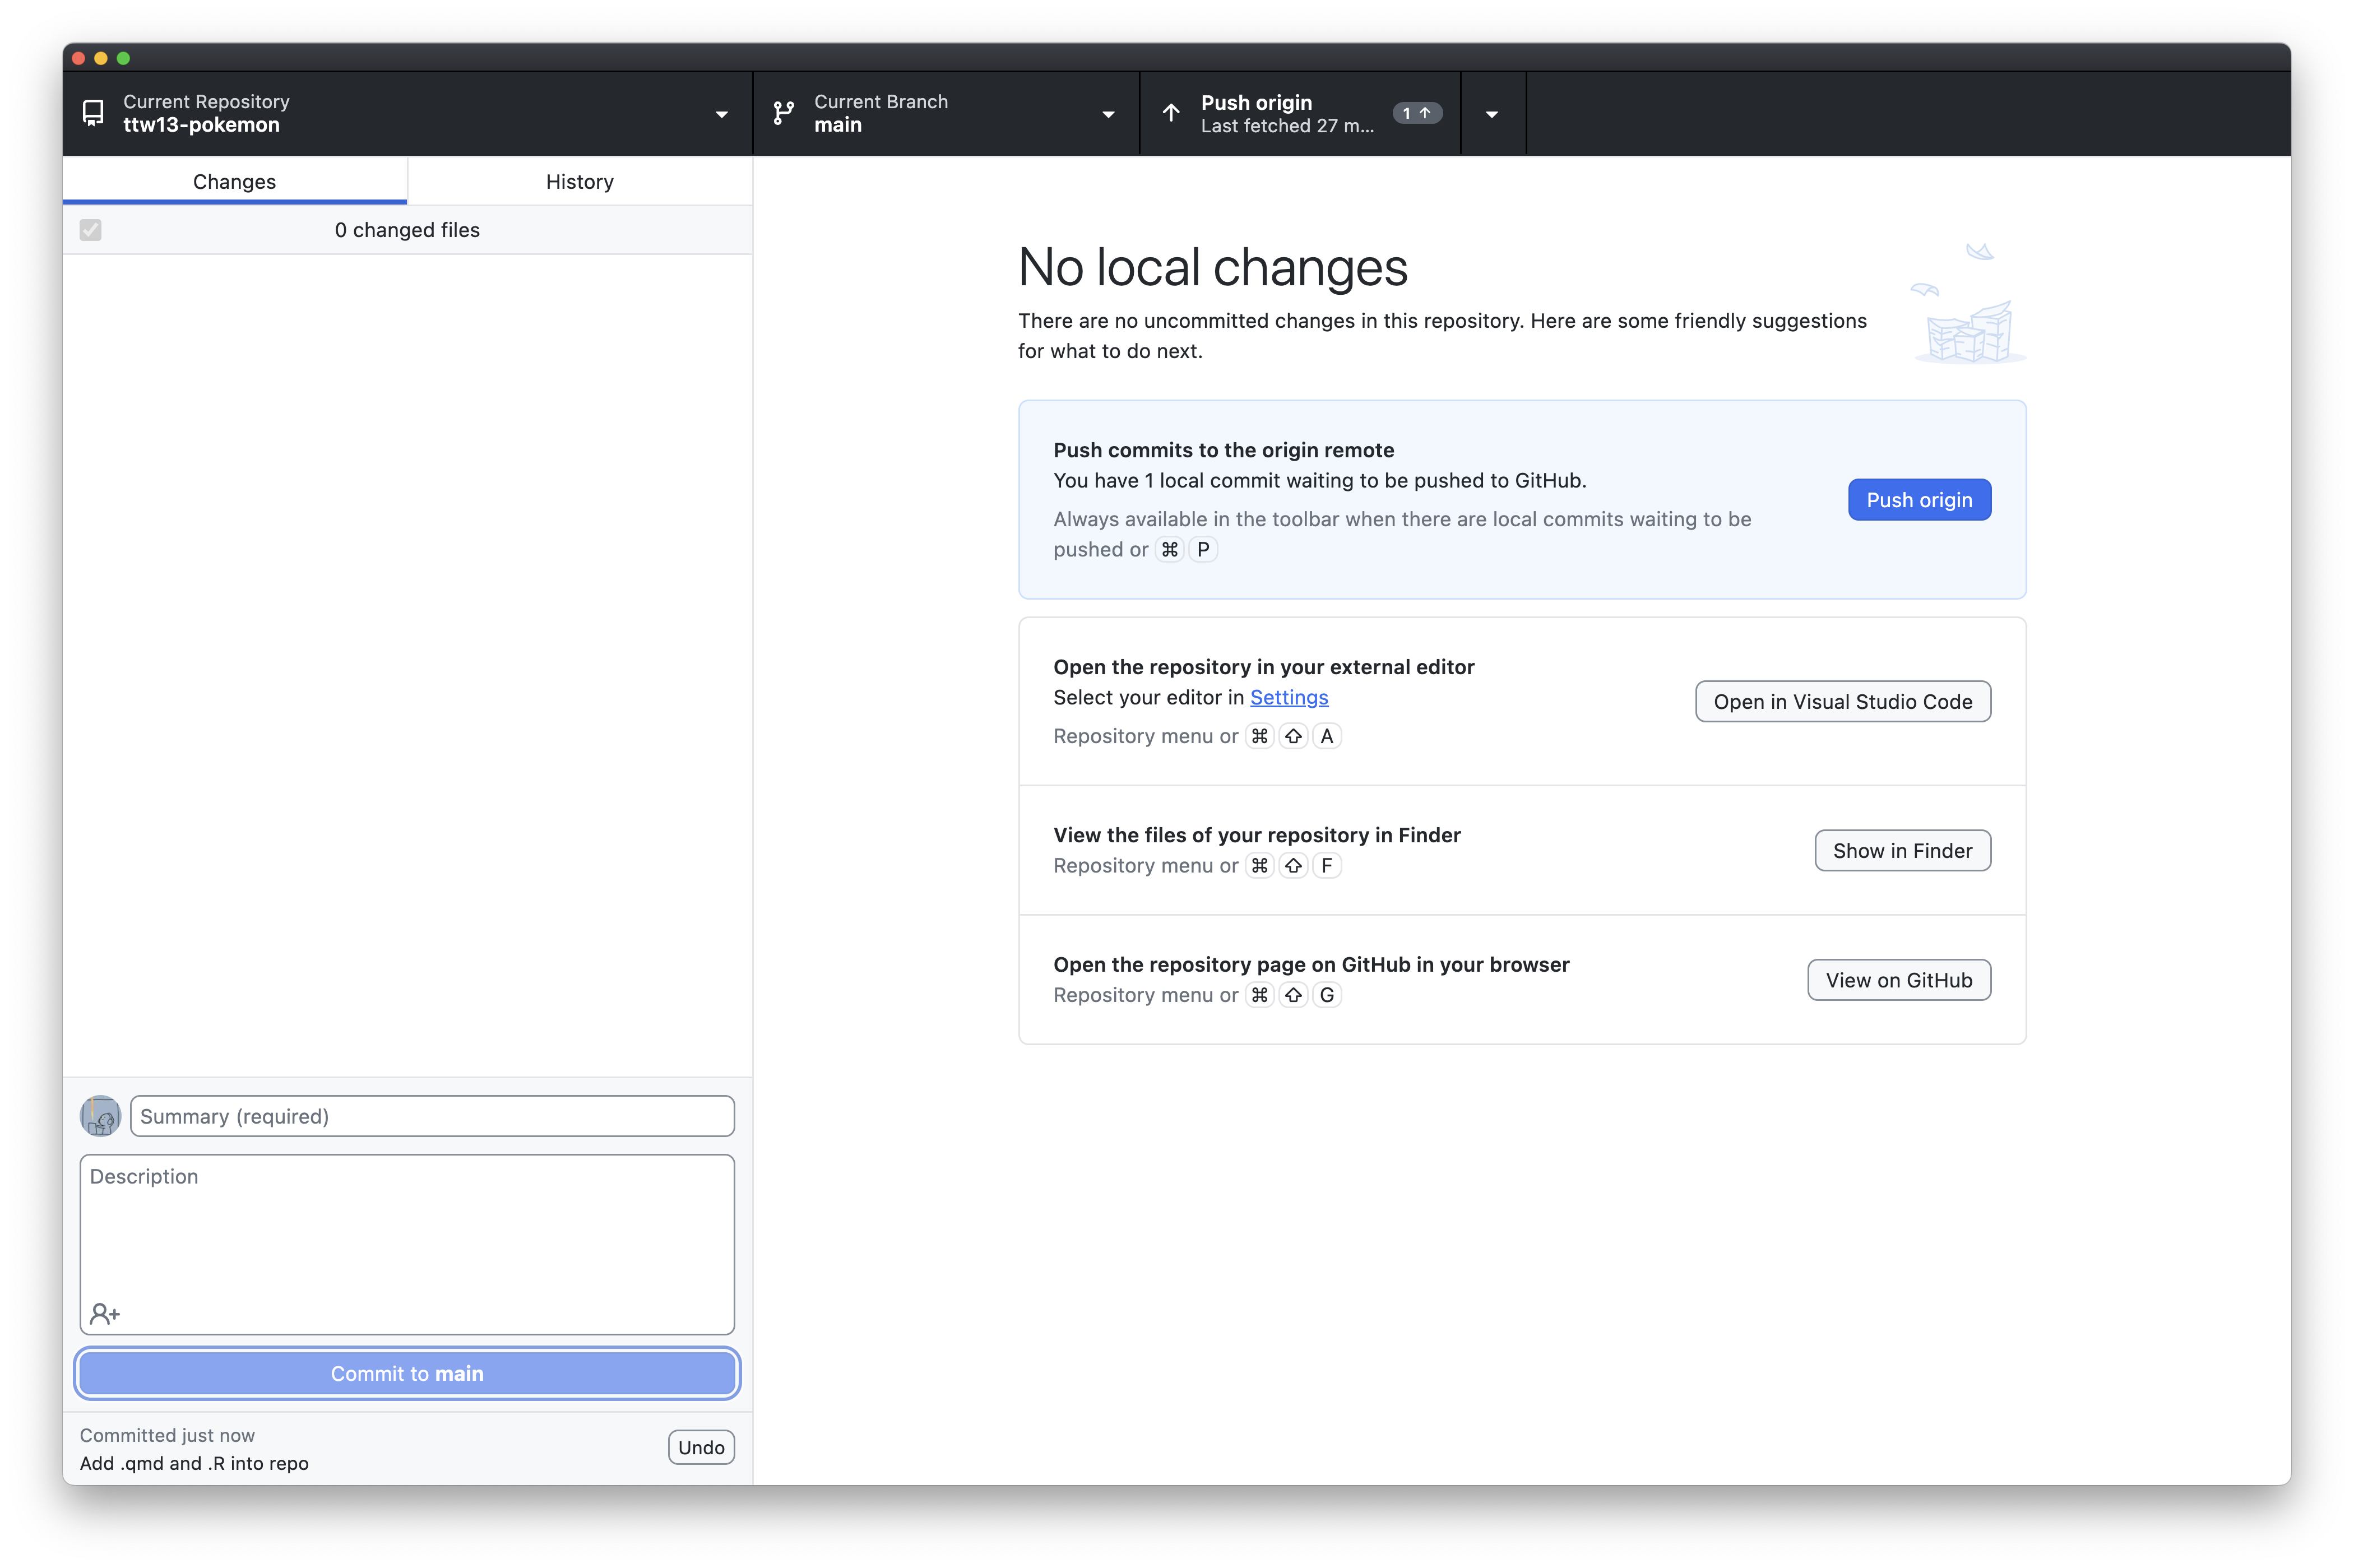 Current Repository
ttw13-pokemon
Current Branch
main
Push origin
Last fetched 27 m...
1 ↑
Changes
History
0 changed files
No local changes
There are no uncommitted changes in this repository. Here are some friendly suggestions
for what to do next.
Push commits to the origin remote
You have 1 local commit waiting to be pushed to GitHub.
Always available in the toolbar when there are local commits waiting to be
pushed or ⌘ P
Push origin
Open the repository in your external editor
Select your editor in Settings
Repository menu or ⌘ ⇧ A
Open in Visual Studio Code
View the files of your repository in Finder
Repository menu or ⌘ ⇧ F
Show in Finder
Open the repository page on GitHub in your browser
Repository menu or ⌘ ⇧ G
View on GitHub
Summary (required)
Description
Commit to main
Committed just now
Add .qmd and .R into repo
Undo